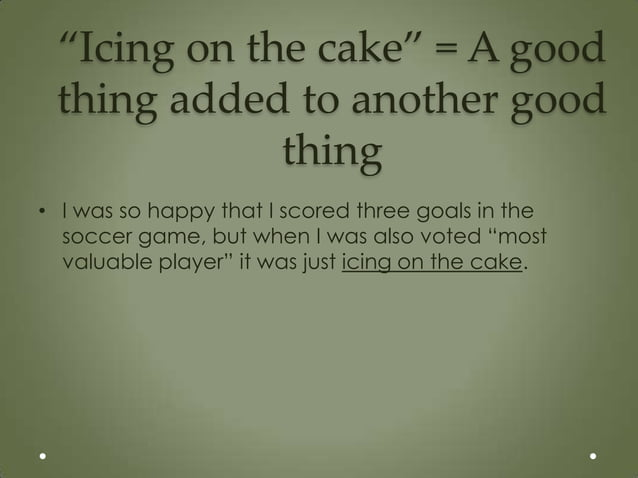 “Icing on the cake” = A good
thing added to another good
thing
• I was so happy that I scored three goals in the
soccer game, but when I was also voted “most
valuable player” it was just icing on the cake.